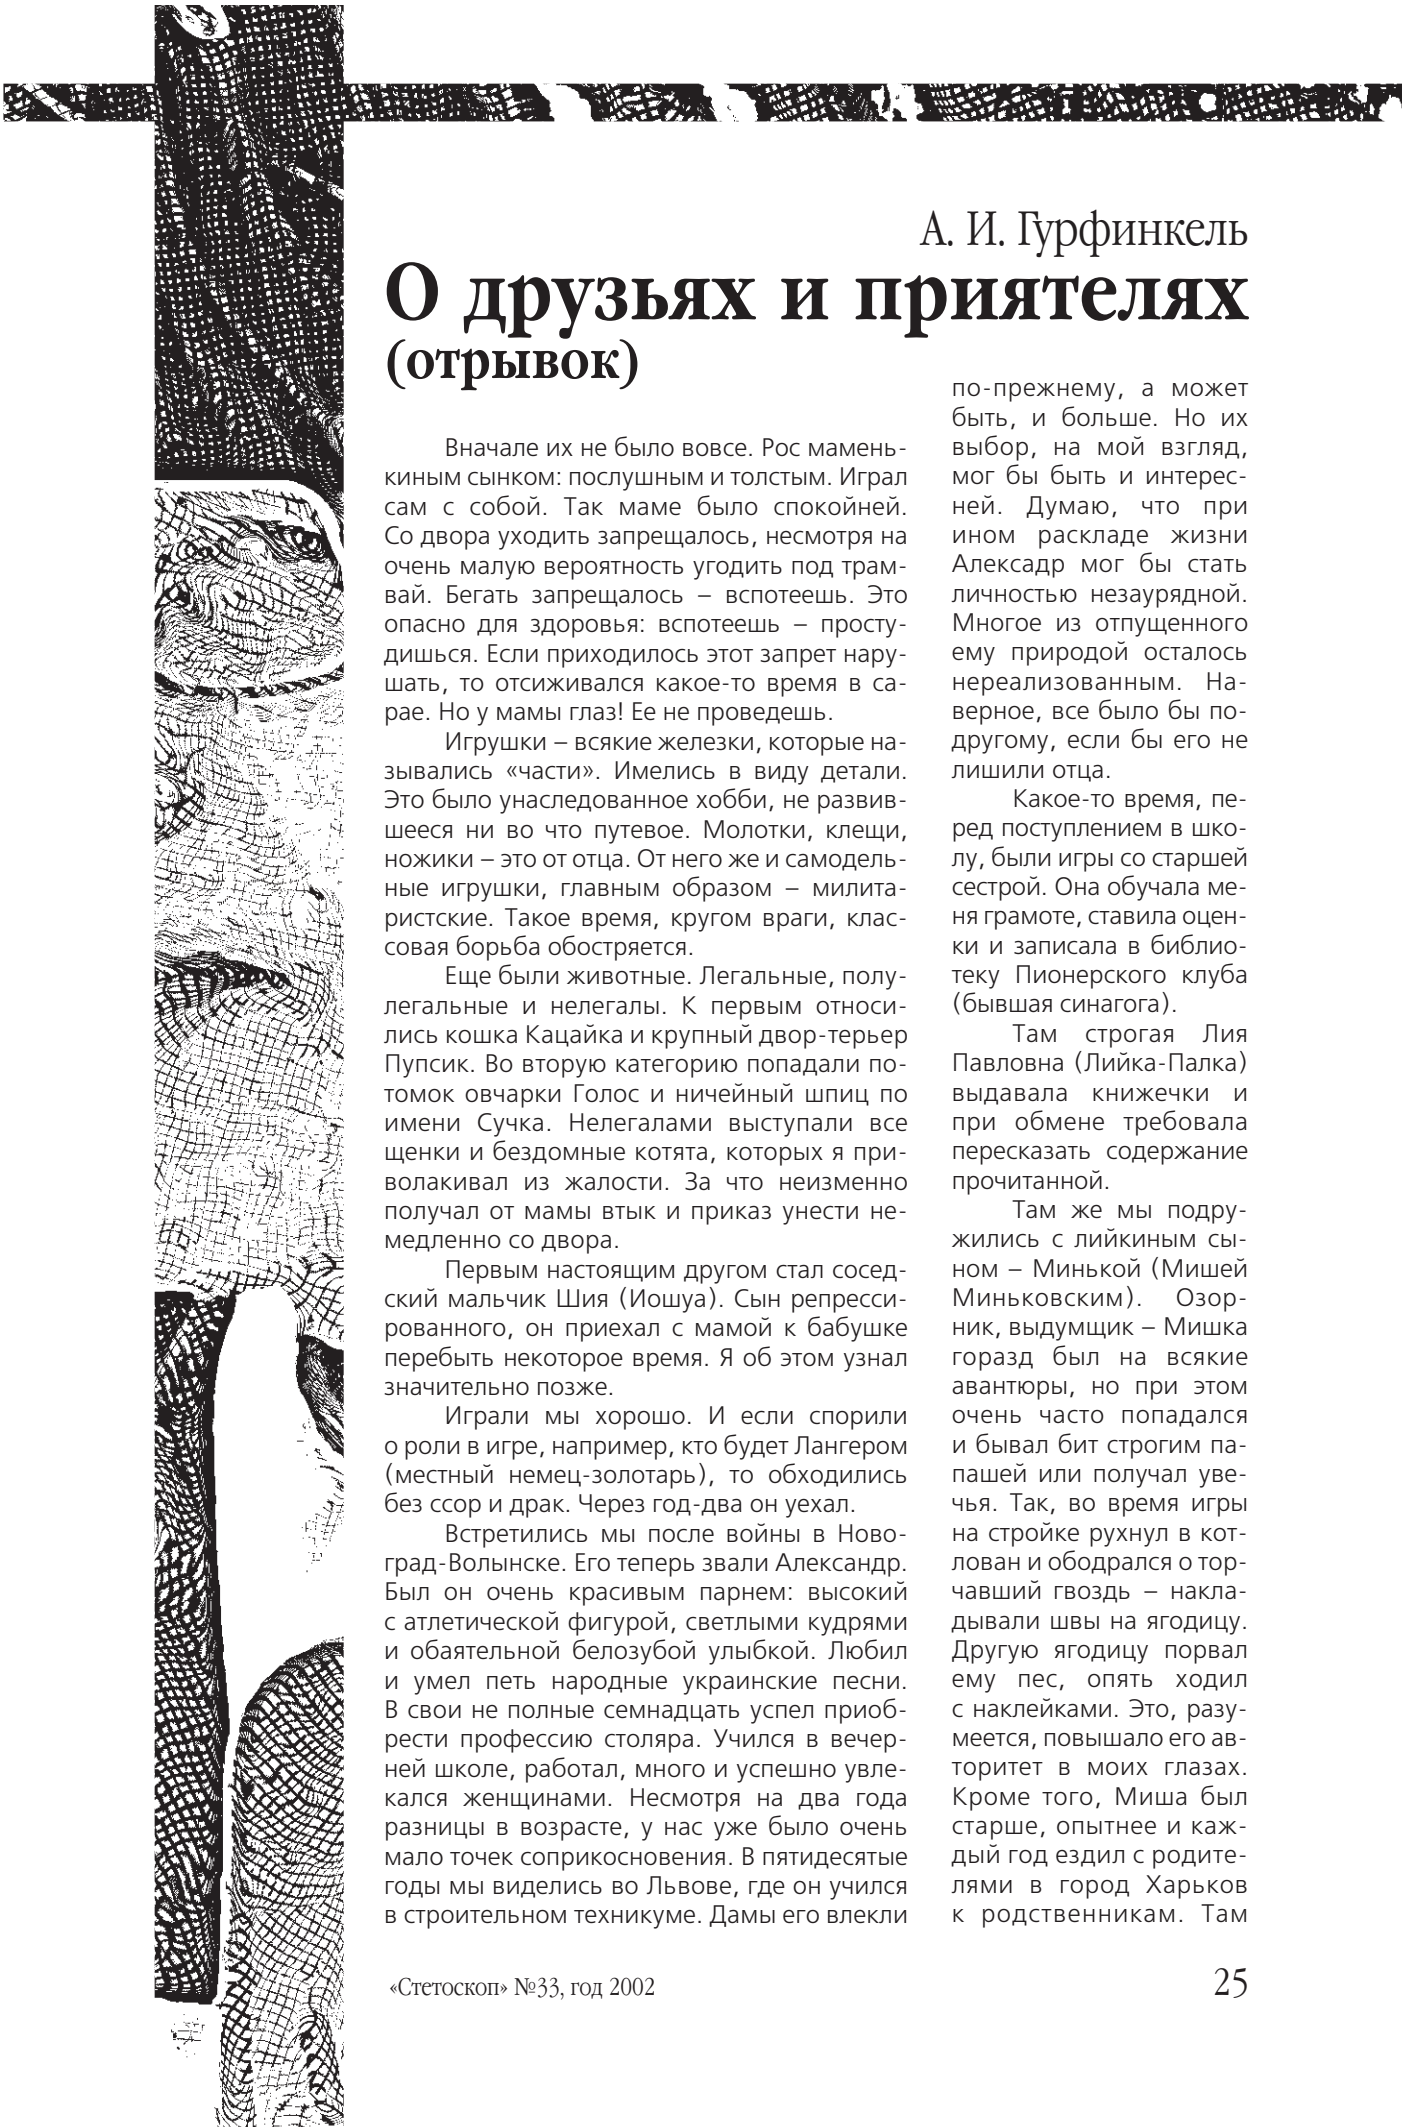 А. И. Гурфинкель
О друзьях и приятелях
(отрывок)
Вначале их не было вовсе. Рос мамень-
киным сынком: послушным и толстым. Играл
сам с собой. Так маме было спокойней.
Со двора уходить запрещалось, несмотря на
очень малую вероятность угодить под трам-
вай. Бегать запрещалось – вспотеешь. Это
опасно для здоровья: вспотеешь – просту-
дишься. Если приходилось этот запрет нару-
шать, то отсиживался какое-то время в са-
рае. Но у мамы глаз! Ее не проведешь.
Игрушки – всякие железки, которые на-
зывались «части». Имелись в виду детали.
Это было унаследованное хобби, не развив-
шееся ни во что путевое. Молотки, клещи,
ножики – это от отца. От него же и самодель-
ные игрушки, главным образом – милита-
ристские. Такое время, кругом враги, клас-
совая борьба обостряется.
Еще были животные. Легальные, полу-
легальные и нелегалы. К первым относи-
лись кошка Кацайка и крупный двор-терьер
Пупсик. Во вторую категорию попадали по-
томок овчарки Голос и ничейный шпиц по
имени Сучка. Нелегалами выступали все
щенки и бездомные котята, которых я при-
волакивал из жалости. За что неизменно
получал от мамы втык и приказ унести не-
медленно со двора.
Первым настоящим другом стал сосед-
ский мальчик Шия (Иошуа). Сын репресси-
рованного, он приехал с мамой к бабушке
перебыть некоторое время. Я об этом узнал
значительно позже.
Играли мы хорошо. И если спорили
о роли в игре, например, кто будет Лангером
(местный немец-золотарь), то обходились
без ссор и драк. Через год-два он уехал.
Встретились мы после войны в Ново-
град-Волынске. Его теперь звали Александр.
Был он очень красивым парнем: высокий
с атлетической фигурой, светлыми кудрями
и обаятельной белозубой улыбкой. Любил
и умел петь народные украинские песни.
В свои не полные семнадцать успел приоб-
рести профессию столяра. Учился в вечер-
ней школе, работал, много и успешно увле-
кался женщинами. Несмотря на два года
разницы в возрасте, у нас уже было очень
мало точек соприкосновения. В пятидесятые
годы мы виделись во Львове, где он учился
в строительном техникуме. Дамы его влекли
по-прежнему, а может
быть, и больше. Но их
выбор, на мой взгляд,
мог бы быть и интерес-
ней. Думаю, что при
ином раскладе жизни
Алексадр мог бы стать
личностью незаурядной.
Многое из отпущенного
ему природой осталось
нереализованным. На-
верное, все было бы по-
другому, если бы его не
лишили отца.
Какое-то время, пе-
ред поступлением в шко-
лу, были игры со старшей
сестрой. Она обучала ме-
ня грамоте, ставила оцен-
ки и записала в библио-
теку Пионерского клуба
(бывшая синагога).
Там строгая Лия
Павловна (Лийка-Палка)
выдавала книжечки и
при обмене требовала
пересказать содержание
прочитанной.
Там же мы подру-
жились с лийкиным сы-
ном – Минькой (Мишей
Миньковским). Озор-
ник, выдумщик – Мишка
горазд был на всякие
авантюры, но при этом
очень часто попадался
и бывал бит строгим па-
пашей или получал уве-
чья. Так, во время игры
на стройке рухнул в кот-
лован и ободрался о тор-
чавший гвоздь – накла-
дывали швы на ягодицу.
Другую ягодицу порвал
ему пес, опять ходил
с наклейками. Это, разу-
меется, повышало его ав-
торитет в моих глазах.
Кроме того, Миша был
старше, опытнее и каж-
дый год ездил с родите-
лями в город Харьков
к родственникам. Там
«Стетоскоп» №33, год 2002
25